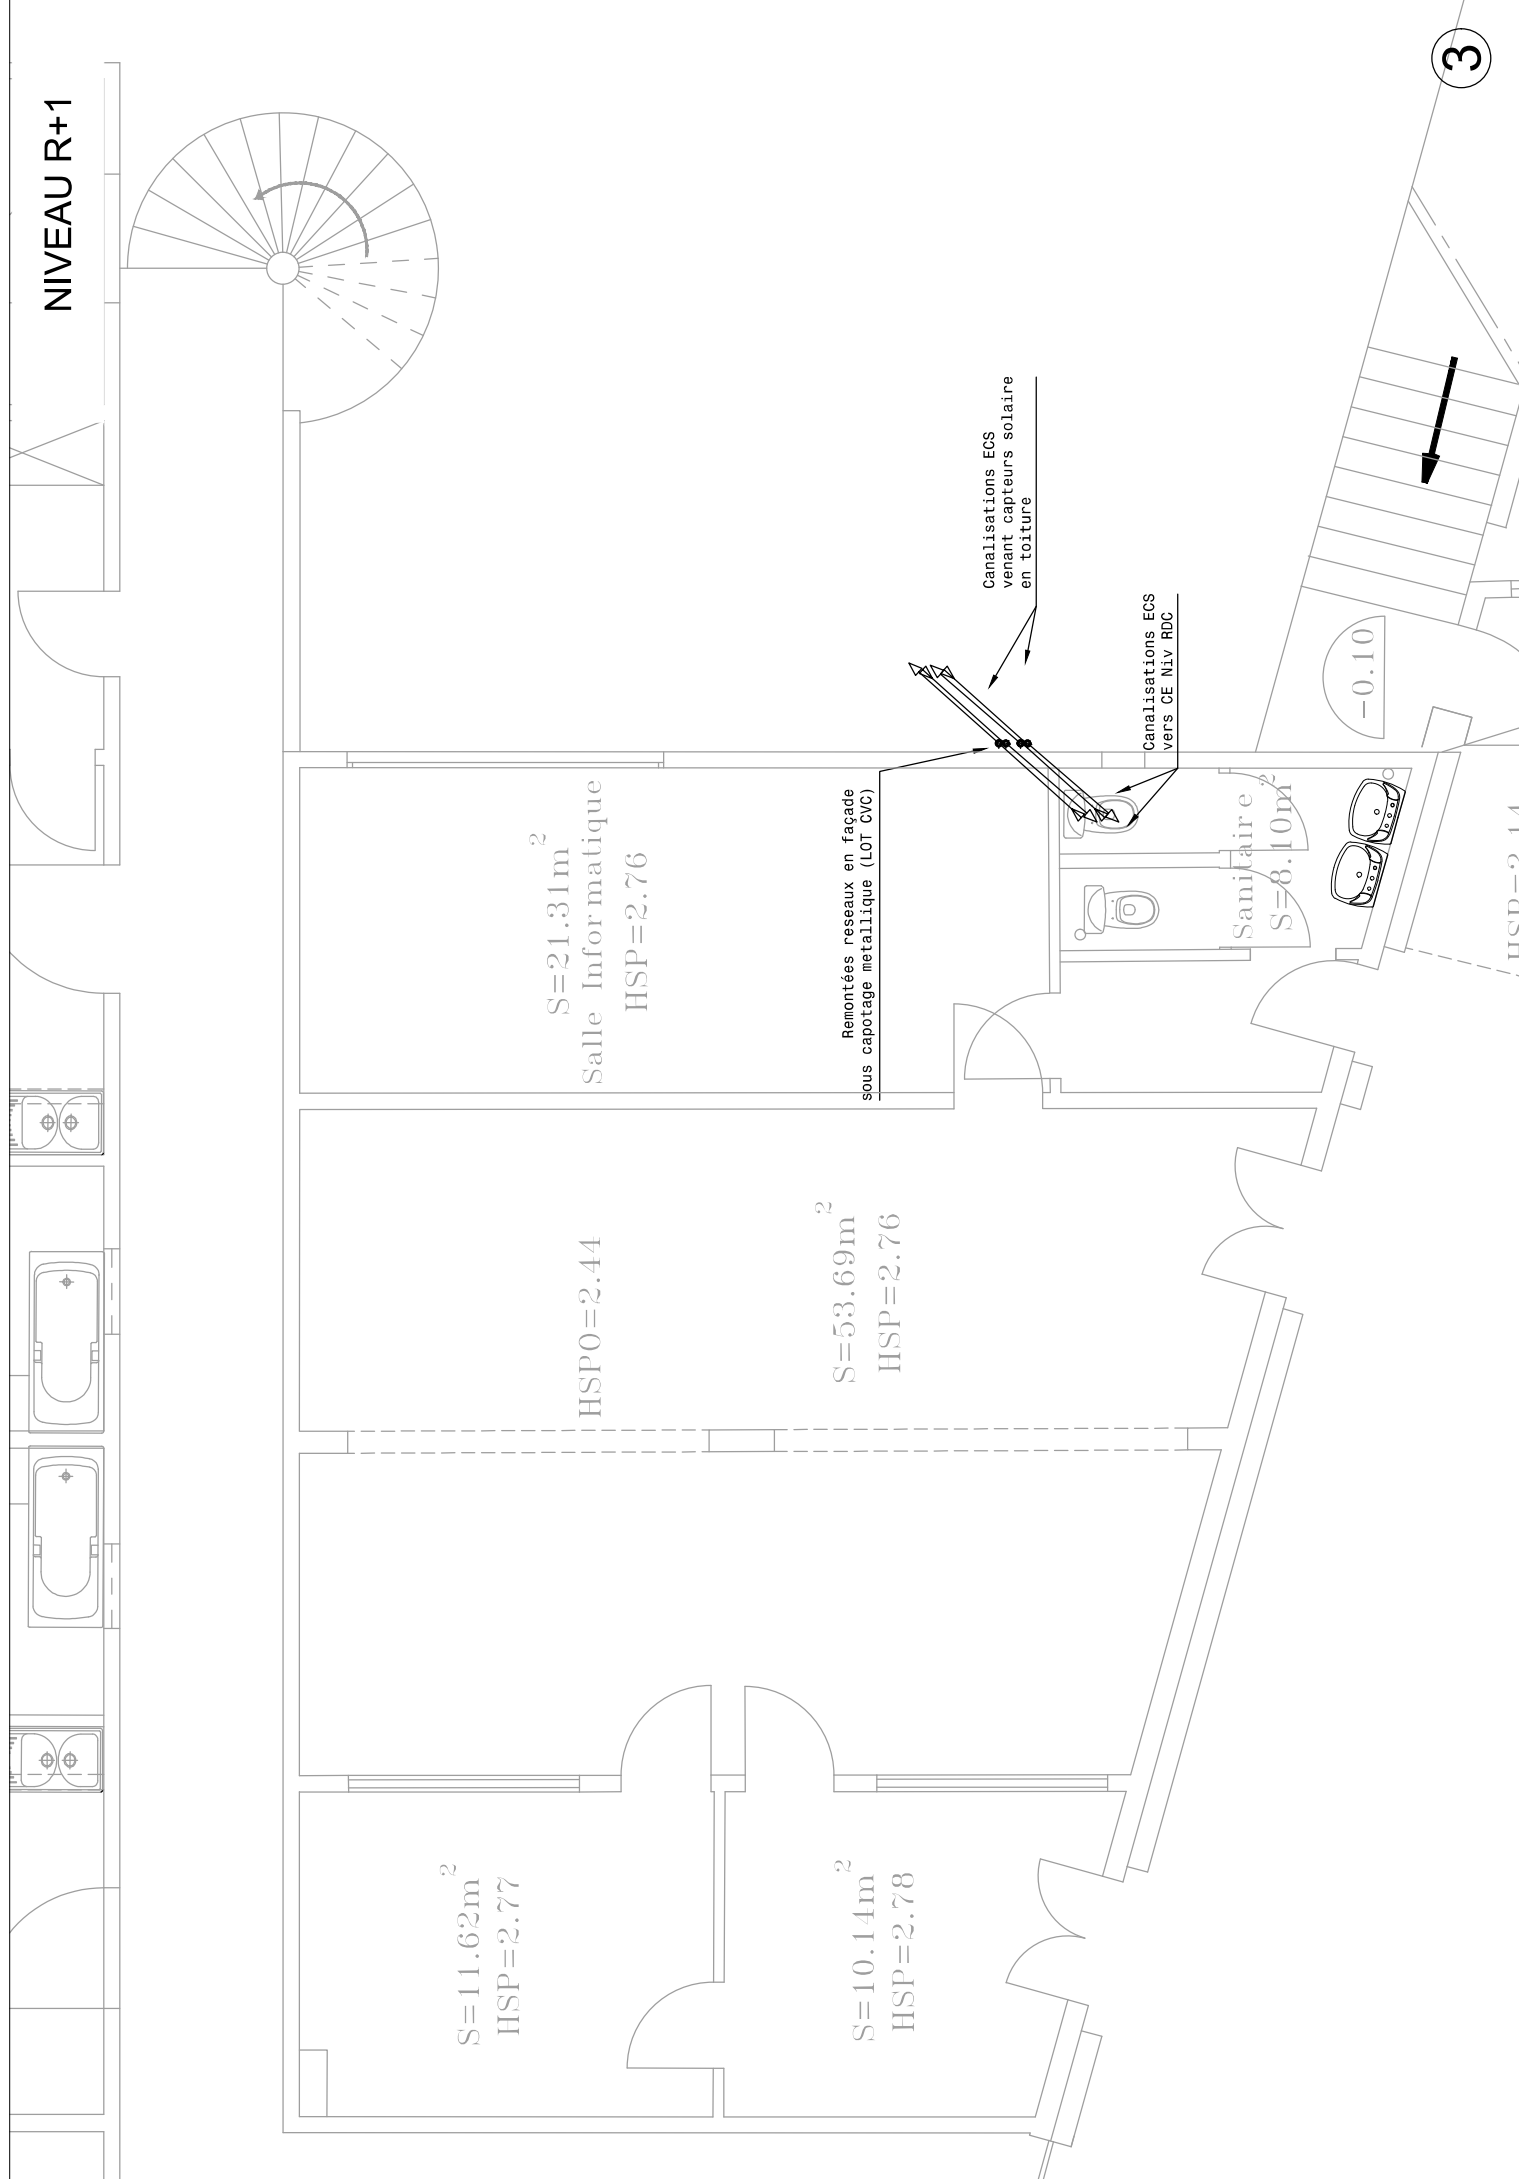 NIVEAU R+1
3
Canalisations ECS
venant capteurs solaire
en toiture
Canalisations ECS
vers CE Niv RDC
-0.10
Remontées reseaux en façade
sous capotage metallique (LOT CVC)
S=21.31m²
Salle Informatique
HSP=2.76
Sanitaire
S=8.10m²
HSP0=2.44
S=53.69m²
HSP=2.76
S=11.62m²
HSP=2.77
S=10.14m²
HSP=2.78